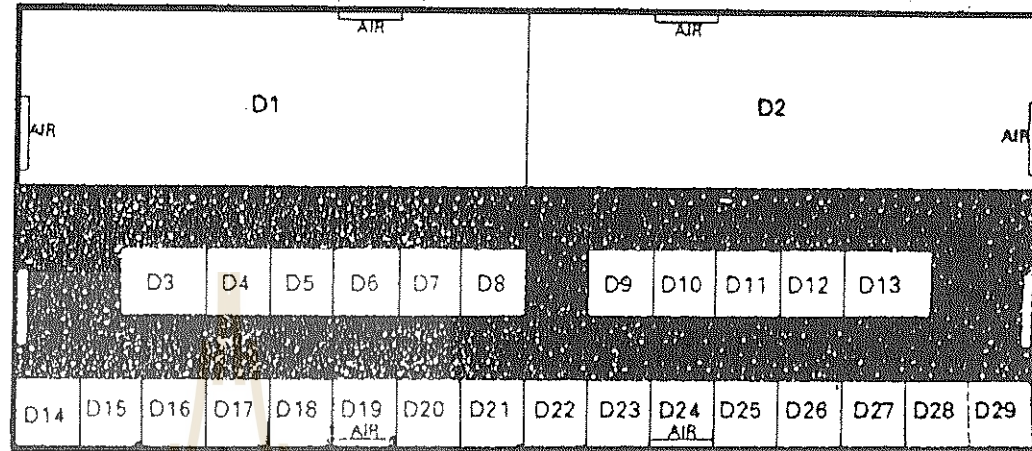 AIR AIR
D1 D2
AIR AIR
D3 D4 D5 D6 D7 D8 D9 D10 D11 D12 D13
D14 D15 D16 D17 D18 D19 D20 D21 D22 D23 D24 D25 D26 D27 D28 D29
AIR AIR